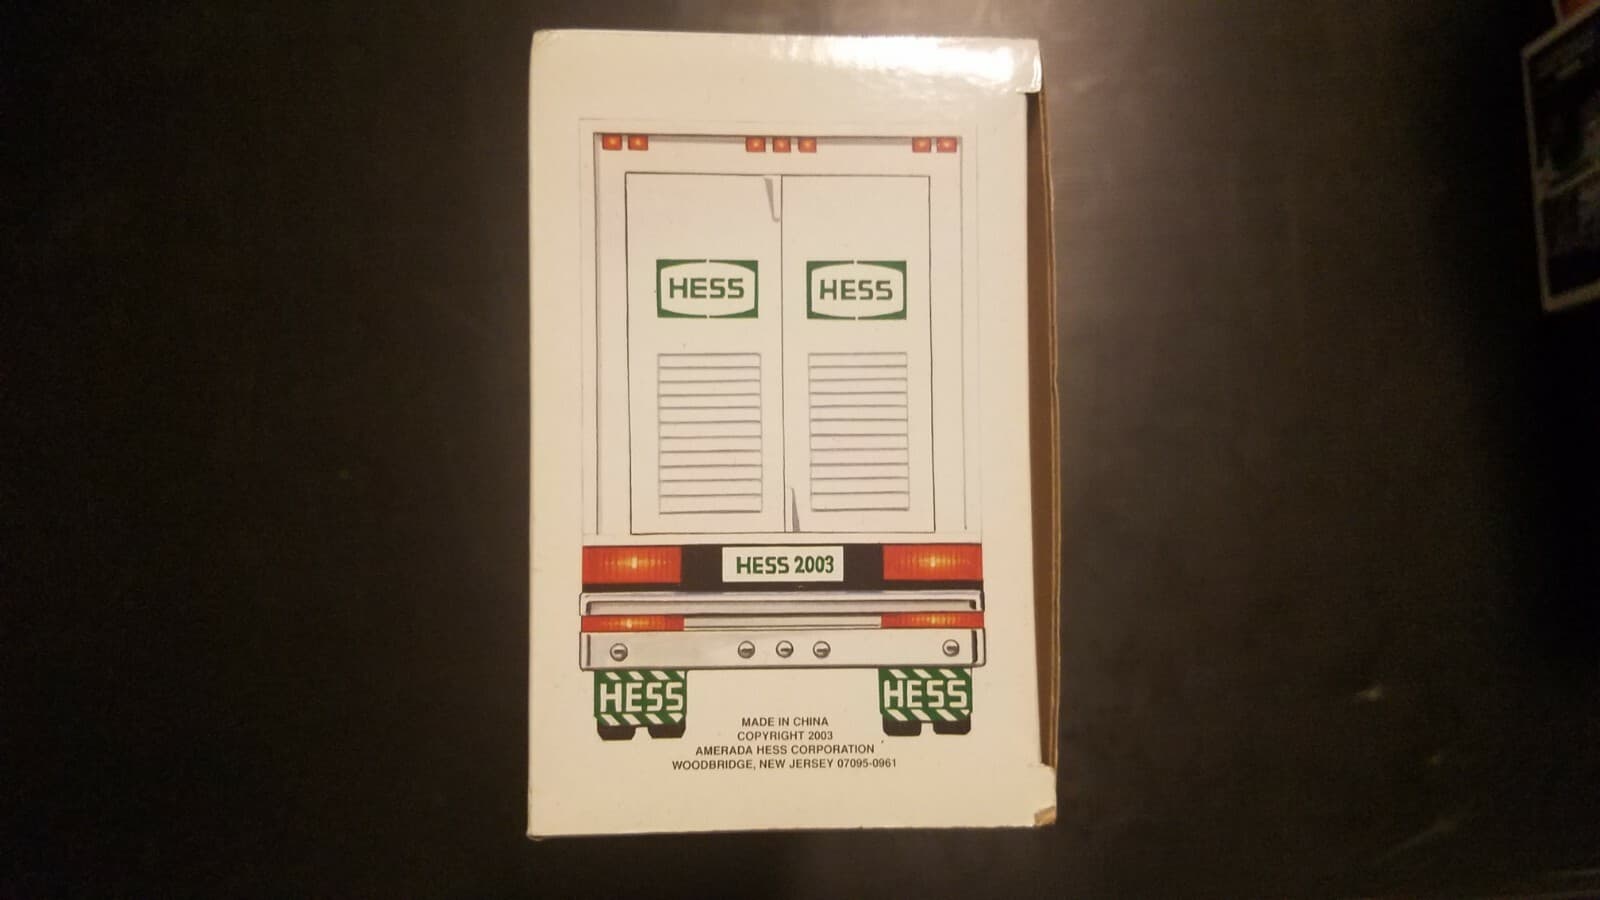 HESS HESS
HESS 2003
HESS HESS
MADE IN CHINA
COPYRIGHT 2003
AMERADA HESS CORPORATION
WOODBRIDGE, NEW JERSEY 07095-0961